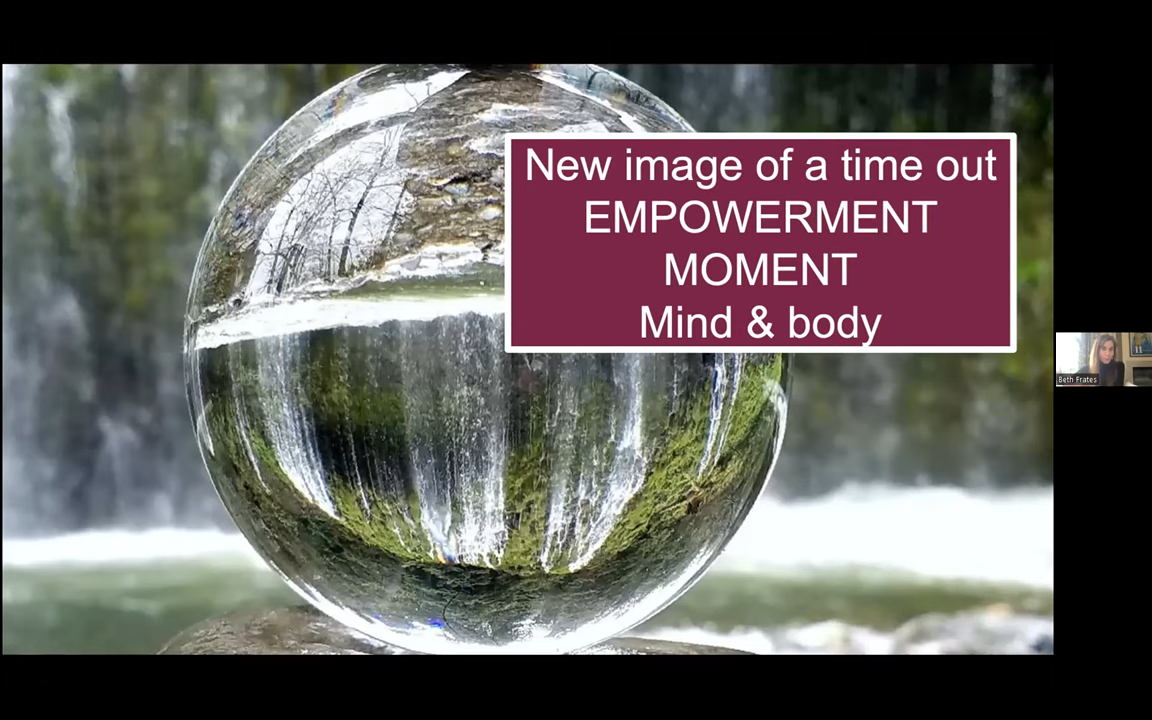 New image of a time out
EMPOWERMENT
MOMENT
Mind & body
Beth Frates